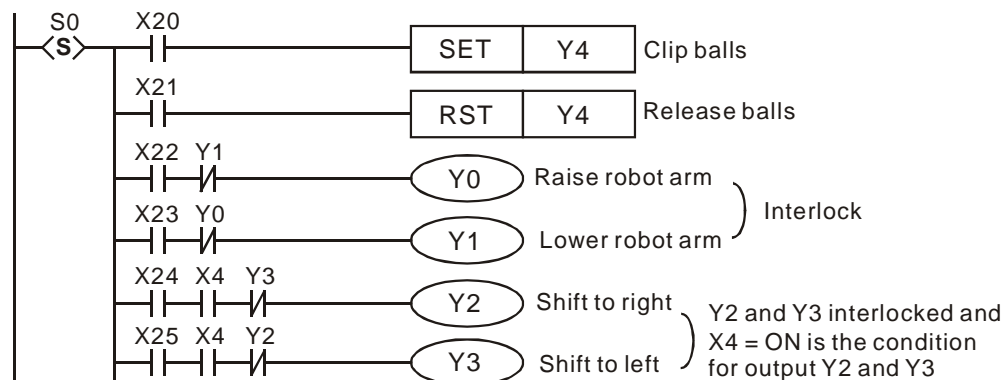 S0 X20
S SET Y4 Clip balls
X21
RST Y4 Release balls
X22 Y1
Y0 Raise robot arm
Interlock
X23 Y0
Y1 Lower robot arm
X24 X4 Y3
Y2 Shift to right
Y2 and Y3 interlocked and
X4 = ON is the condition
for output Y2 and Y3
X25 X4 Y2
Y3 Shift to left